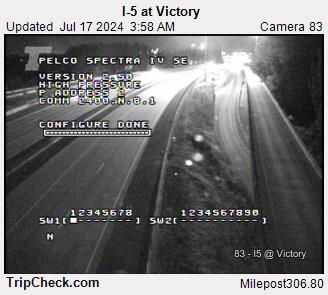 I-5 at Victory
Updated Jul 17 2024 3:58 AM Camera 83
PELCO SPECTRA IV SE
VERSION 2.50
HIGH PRESSURE
P ADDRESS 2
COMM 2400.N.8.1
CONFIGURE DONE
12345678 1234567890
SW1[ ] SW2[ ]
N
83 - I5 @ Victory
TripCheck.com Milepost306.80